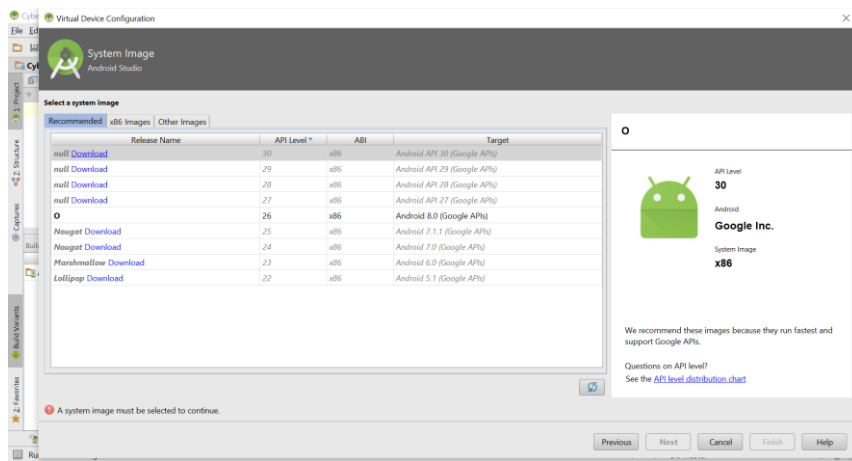 Cybe
Virtual Device Configuration
File Ed
System Image
Android Studio
Cyl
1: Project
Z: Structure
Captures
Build Variants
2: Favorites
Select a system image
Recommended x86 Images Other Images
Release Name API Level ABI Target
null Download 30 x86 Android API 30 (Google APIs)
null Download 29 x86 Android API 29 (Google APIs)
null Download 28 x86 Android API 28 (Google APIs)
null Download 27 x86 Android API 27 (Google APIs)
O 26 x86 Android 8.0 (Google APIs)
Nougat Download 25 x86 Android 7.1.1 (Google APIs)
Nougat Download 24 x86 Android 7.0 (Google APIs)
Marshmallow Download 23 x86 Android 6.0 (Google APIs)
Lollipop Download 22 x86 Android 5.1 (Google APIs)
O
API Level
30
Android
Google Inc.
System Image
x86
We recommend these images because they run fastest and
support Google APIs.
Questions on API level?
See the API level distribution chart
A system image must be selected to continue.
Previous Next Cancel Finish Help